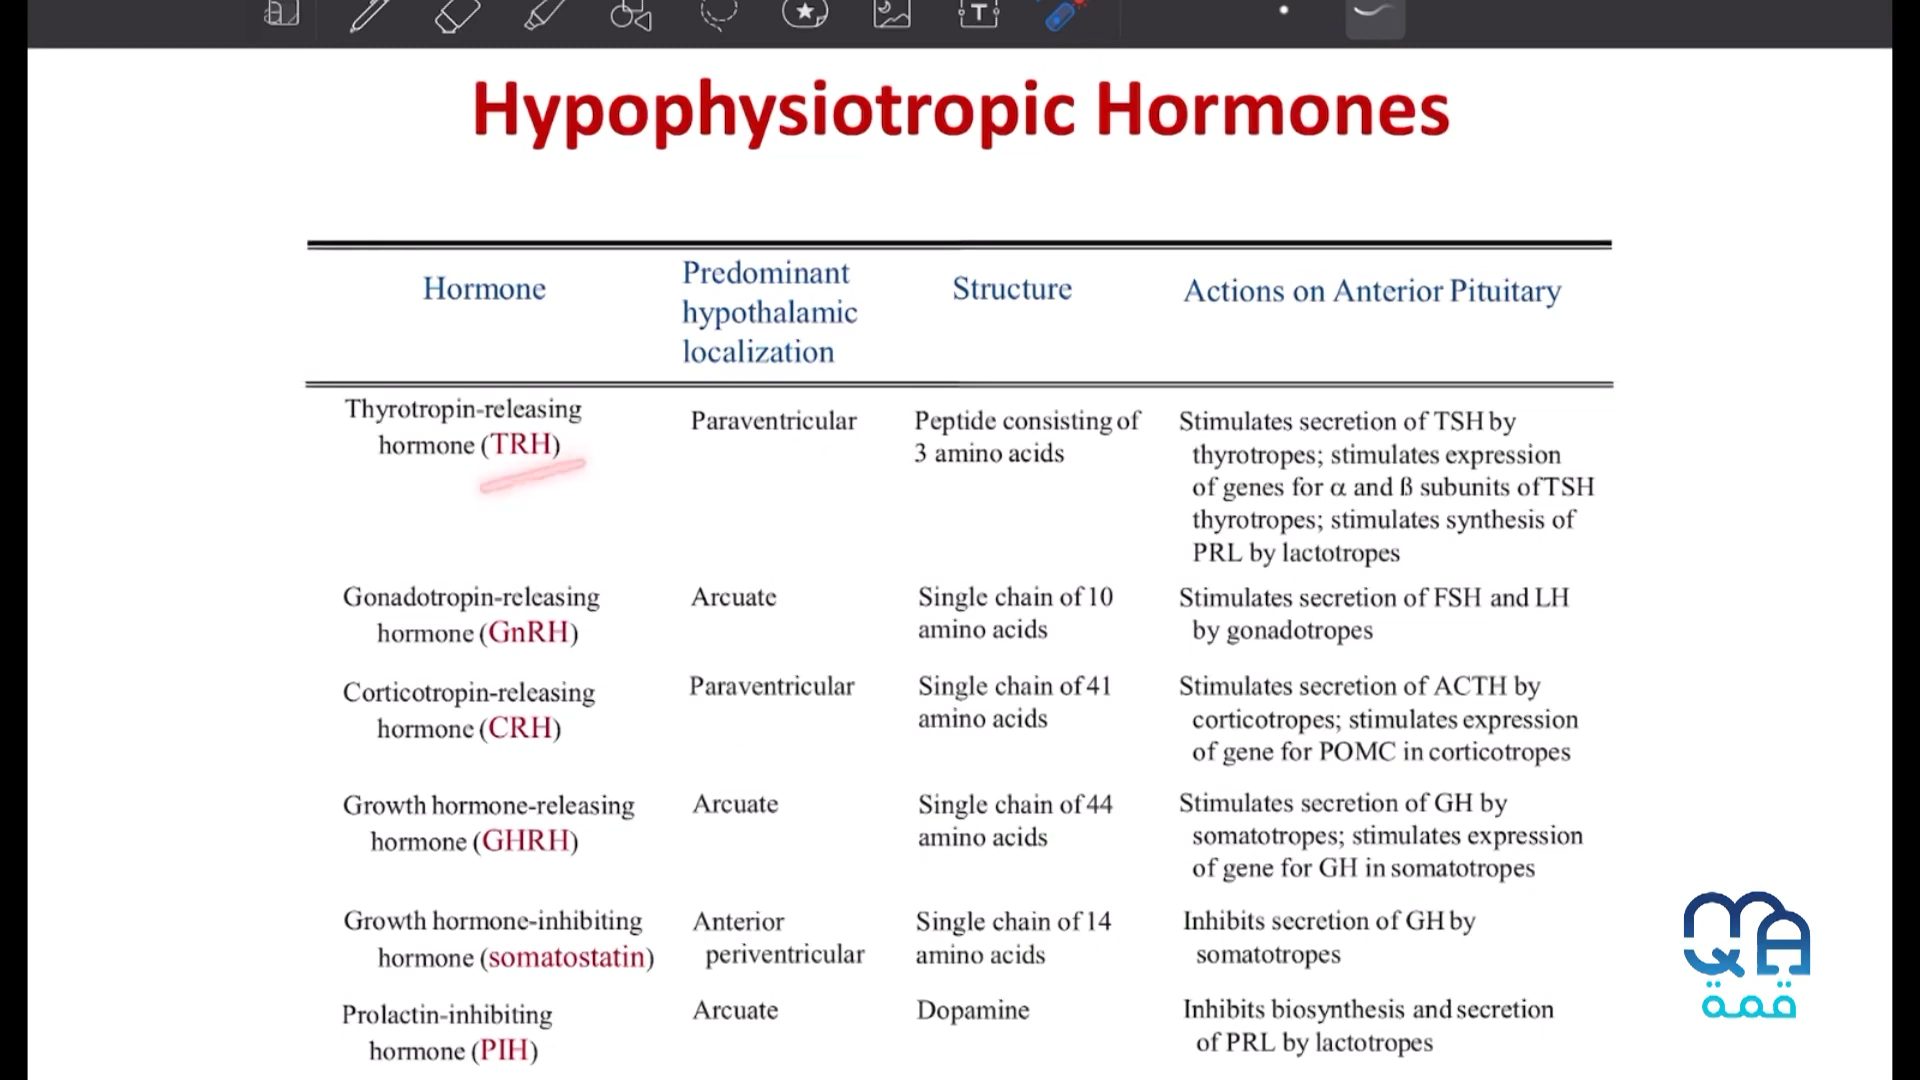 Hypophysiotropic Hormones
Hormone
Predominant
hypothalamic
localization
Structure
Actions on Anterior Pituitary
Thyrotropin-releasing
hormone (TRH)
Paraventricular
Peptide consisting of
3 amino acids
Stimulates secretion of TSH by
thyrotropes; stimulates expression
of genes for α and ß subunits of TSH
thyrotropes; stimulates synthesis of
PRL by lactotropes
Gonadotropin-releasing
hormone (GnRH)
Arcuate
Single chain of 10
amino acids
Stimulates secretion of FSH and LH
by gonadotropes
Corticotropin-releasing
hormone (CRH)
Paraventricular
Single chain of 41
amino acids
Stimulates secretion of ACTH by
corticotropes; stimulates expression
of gene for POMC in corticotropes
Growth hormone-releasing
hormone (GHRH)
Arcuate
Single chain of 44
amino acids
Stimulates secretion of GH by
somatotropes; stimulates expression
of gene for GH in somatotropes
Growth hormone-inhibiting
hormone (somatostatin)
Anterior
periventricular
Single chain of 14
amino acids
Inhibits secretion of GH by
somatotropes
Prolactin-inhibiting
hormone (PIH)
Arcuate
Dopamine
Inhibits biosynthesis and secretion
of PRL by lactotropes
QMA
قمة